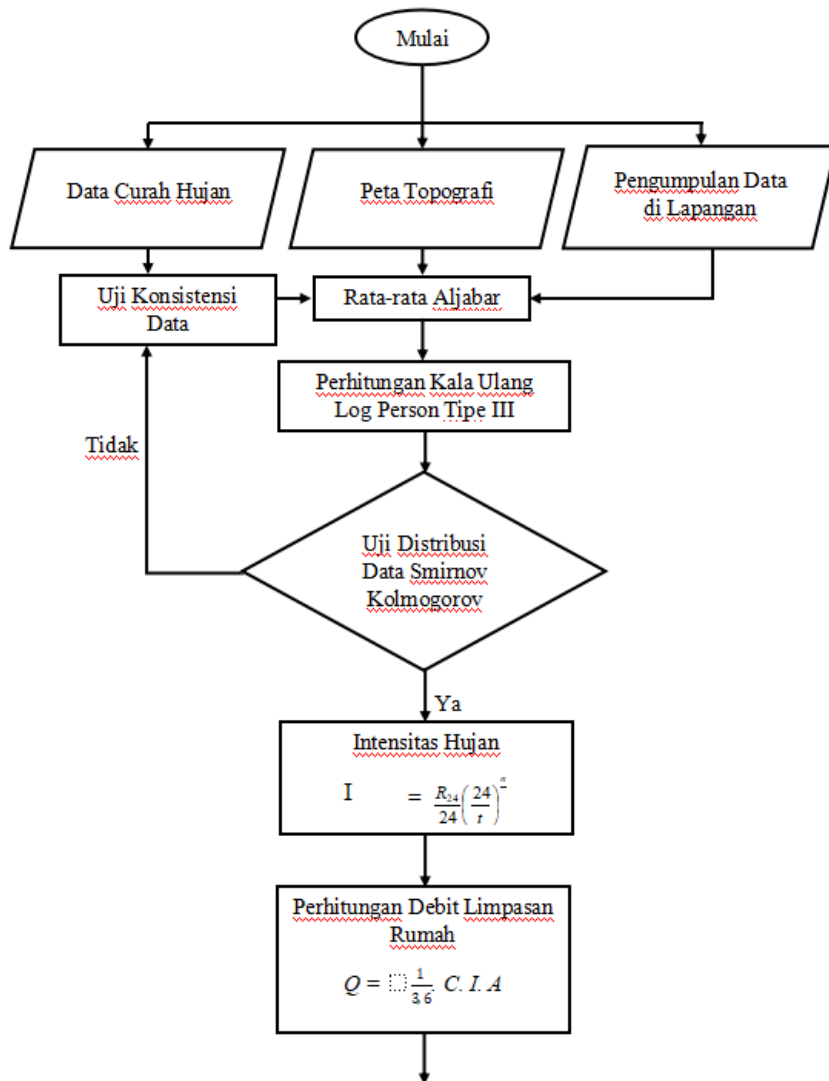 Mulai
Data Curah Hujan
Peta Topografi
Pengumpulan Data
di Lapangan
Uji Konsistensi
Data
Rata-rata Aljabar
Perhitungan Kala Ulang
Log Person Tipe III
Tidak
Uji Distribusi
Data Smirnov
Kolmogorov
Ya
Intensitas Hujan
I = R24/24 (24/t)^n
Perhitungan Debit Limpasan
Rumah
Q = 1/3,6 C. I. A